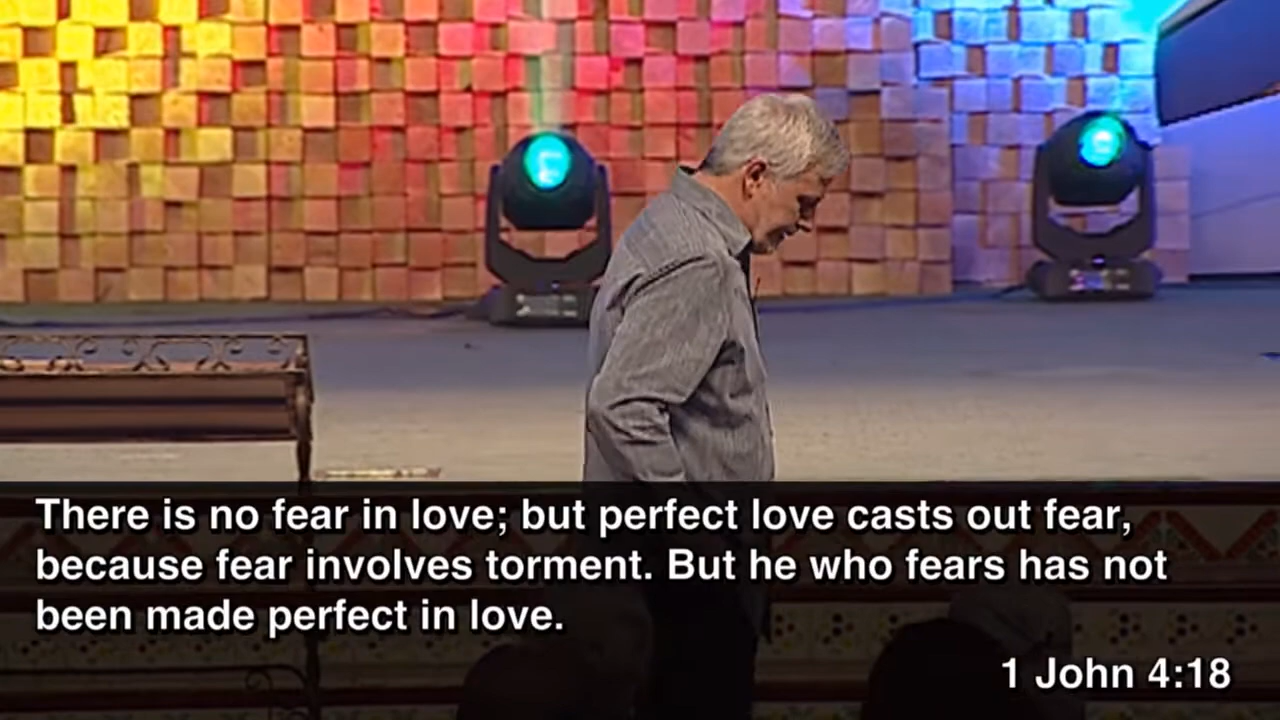 There is no fear in love; but perfect love casts out fear,
because fear involves torment. But he who fears has not
been made perfect in love.
1 John 4:18